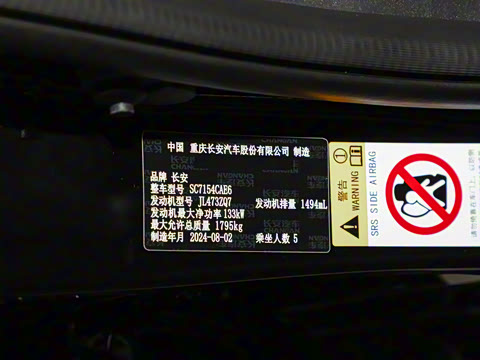 中国 重庆长安汽车股份有限公司 制造
品牌 长安
整车型号 SC7154CAE6
发动机型号 JL473ZQ7 发动机排量 1494mL
发动机最大净功率 133kW
最大允许总质量 1795kg
制造年月 2024-08-02 乘坐人数 5
警告
WARNING
SRS SIDE AIRBAG